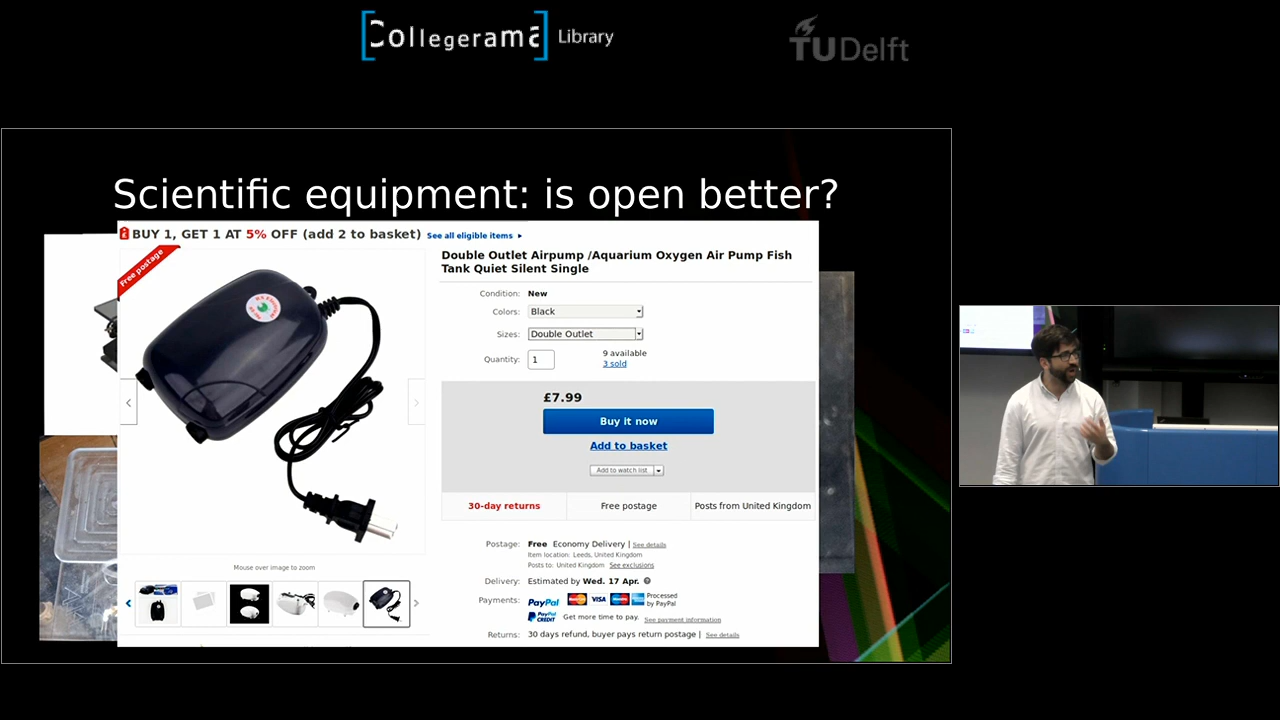 Collegerama Library
TU Delft
Scientific equipment: is open better?
BUY 1, GET 1 AT 5% OFF (add 2 to basket) See all eligible items
Free postage
Double Outlet Airpump /Aquarium Oxygen Air Pump Fish
Tank Quiet Silent Single
Condition: New
Colors: Black
Sizes: Double Outlet
Quantity: 1
9 available
3 sold
£7.99
Buy it now
Add to basket
Add to watch list
30-day returns
Free postage
Posts from United Kingdom
Mouse over image to zoom
Postage: Free Economy Delivery | See details
Item location: Leeds, United Kingdom
Posts to: United Kingdom See exclusions
Delivery: Estimated by Wed. 17 Apr.
Payments: PayPal VISA Processed
by PayPal
PayPal CREDIT Get more time to pay. See payment information
Returns: 30 days refund, buyer pays return postage | See details